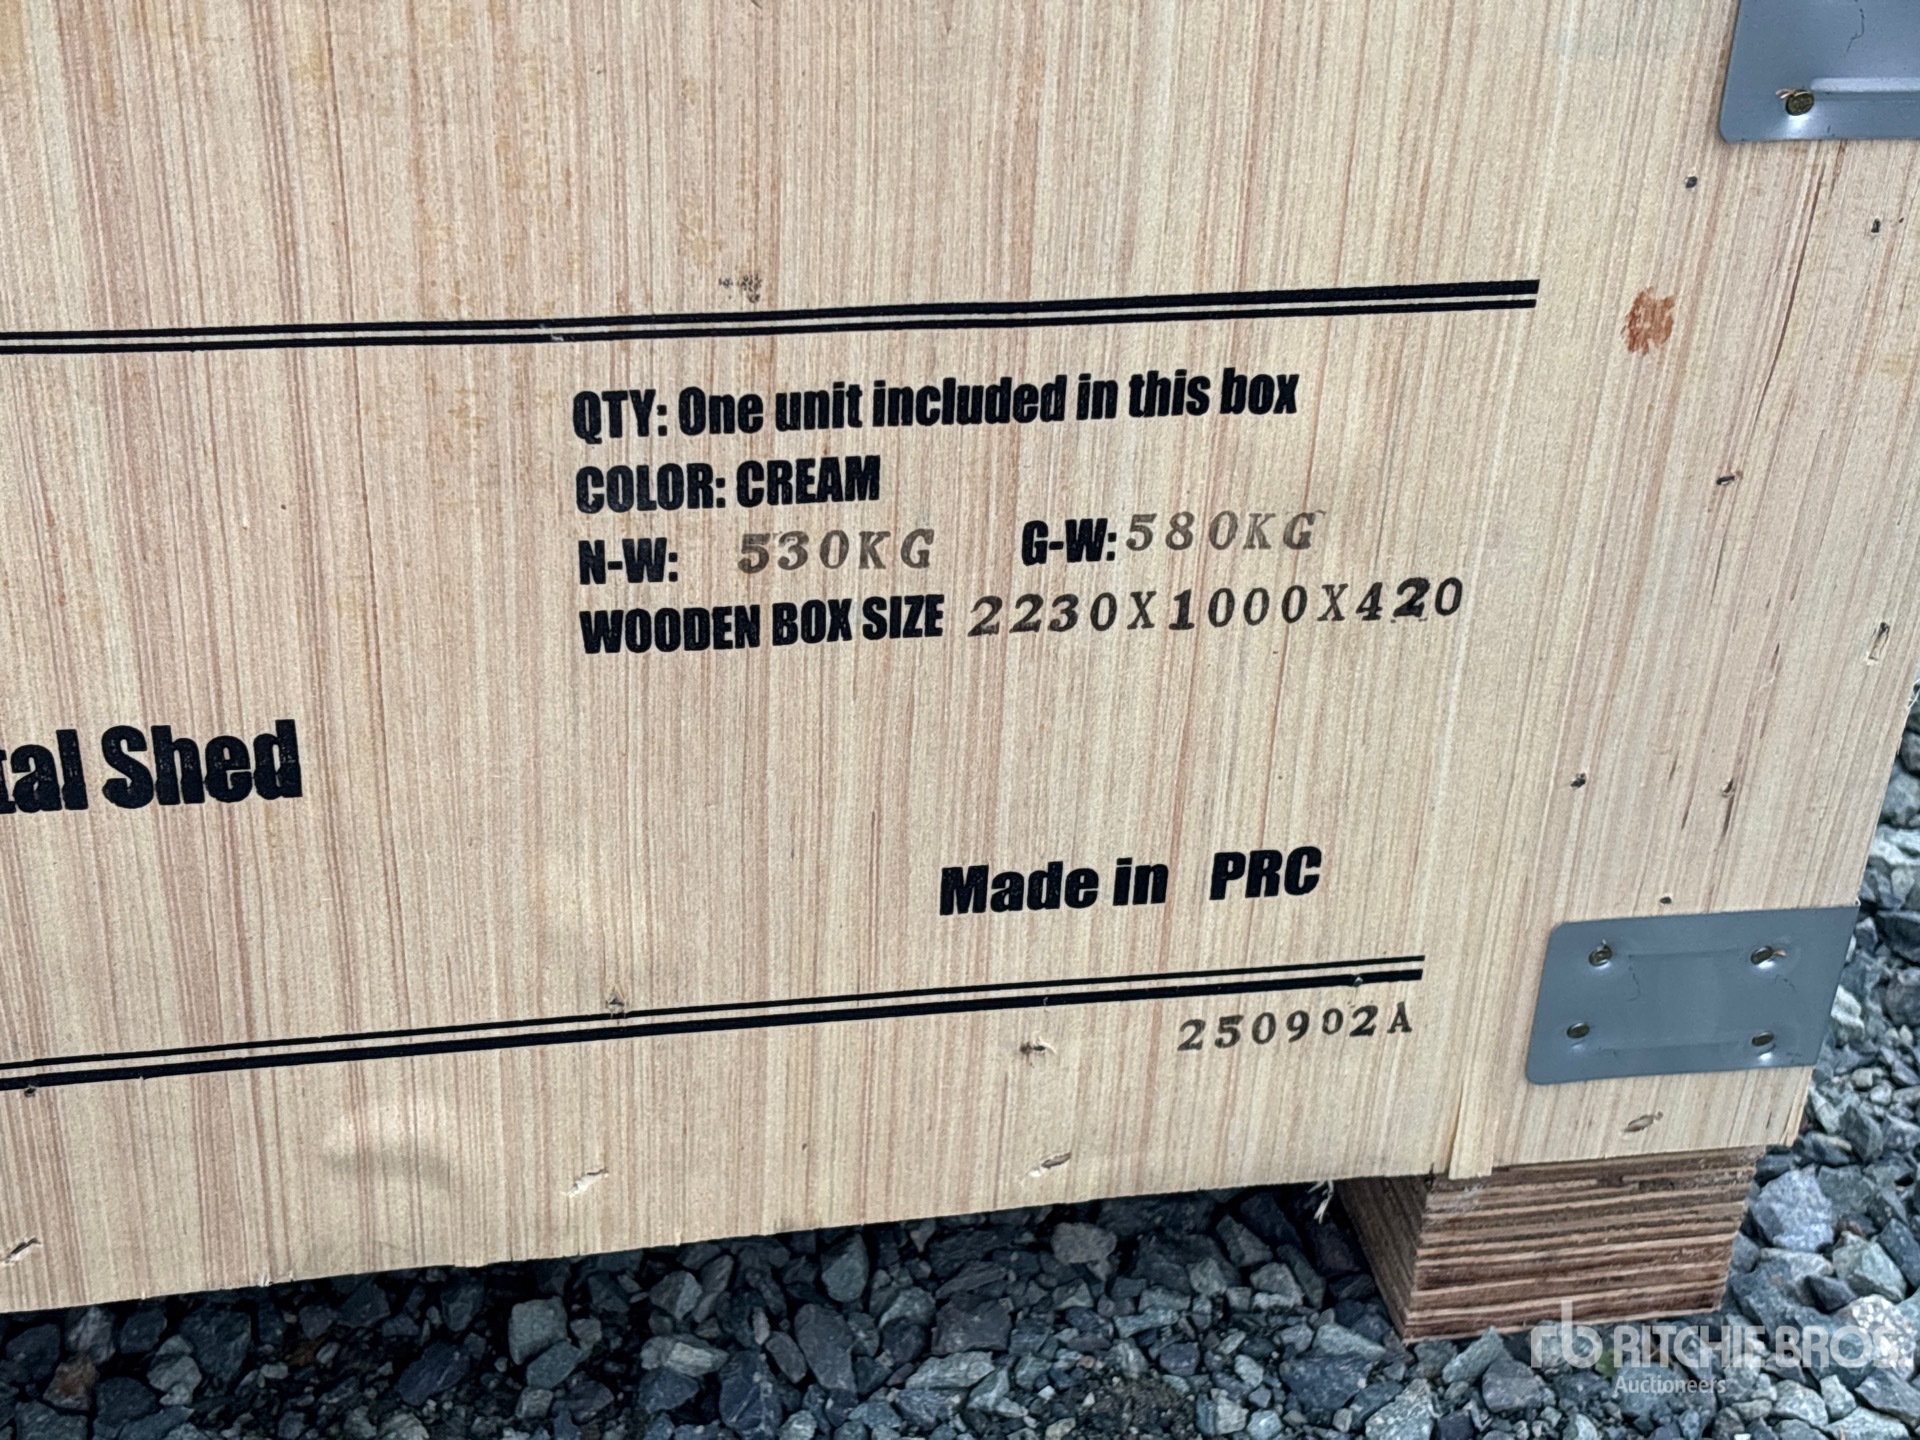 QTY: One unit included in this box
COLOR: CREAM
N-W: 530KG G-W: 580KG
WOODEN BOX SIZE 2230X1000X420
tal Shed
Made in PRC
250902A
rb RITCHIE BROS
Auctioneers